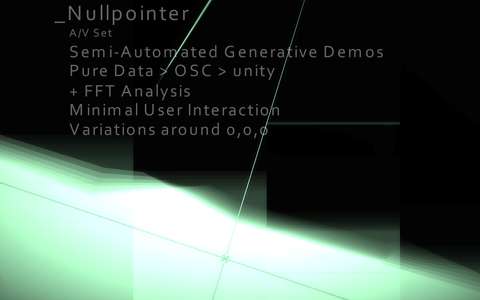 _Nullpointer
A/V Set
Semi-Automated Generative Demos
Pure Data > OSC > unity
+ FFT Analysis
Minimal User Interaction
Variations around 0,0,0